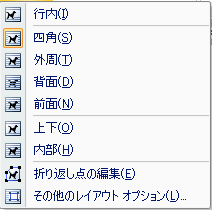 行内(I)
四角(S)
外周(T)
背面(D)
前面(N)
上下(O)
内部(H)
折り返し点の編集(E)
その他のレイアウト オプション(L)...